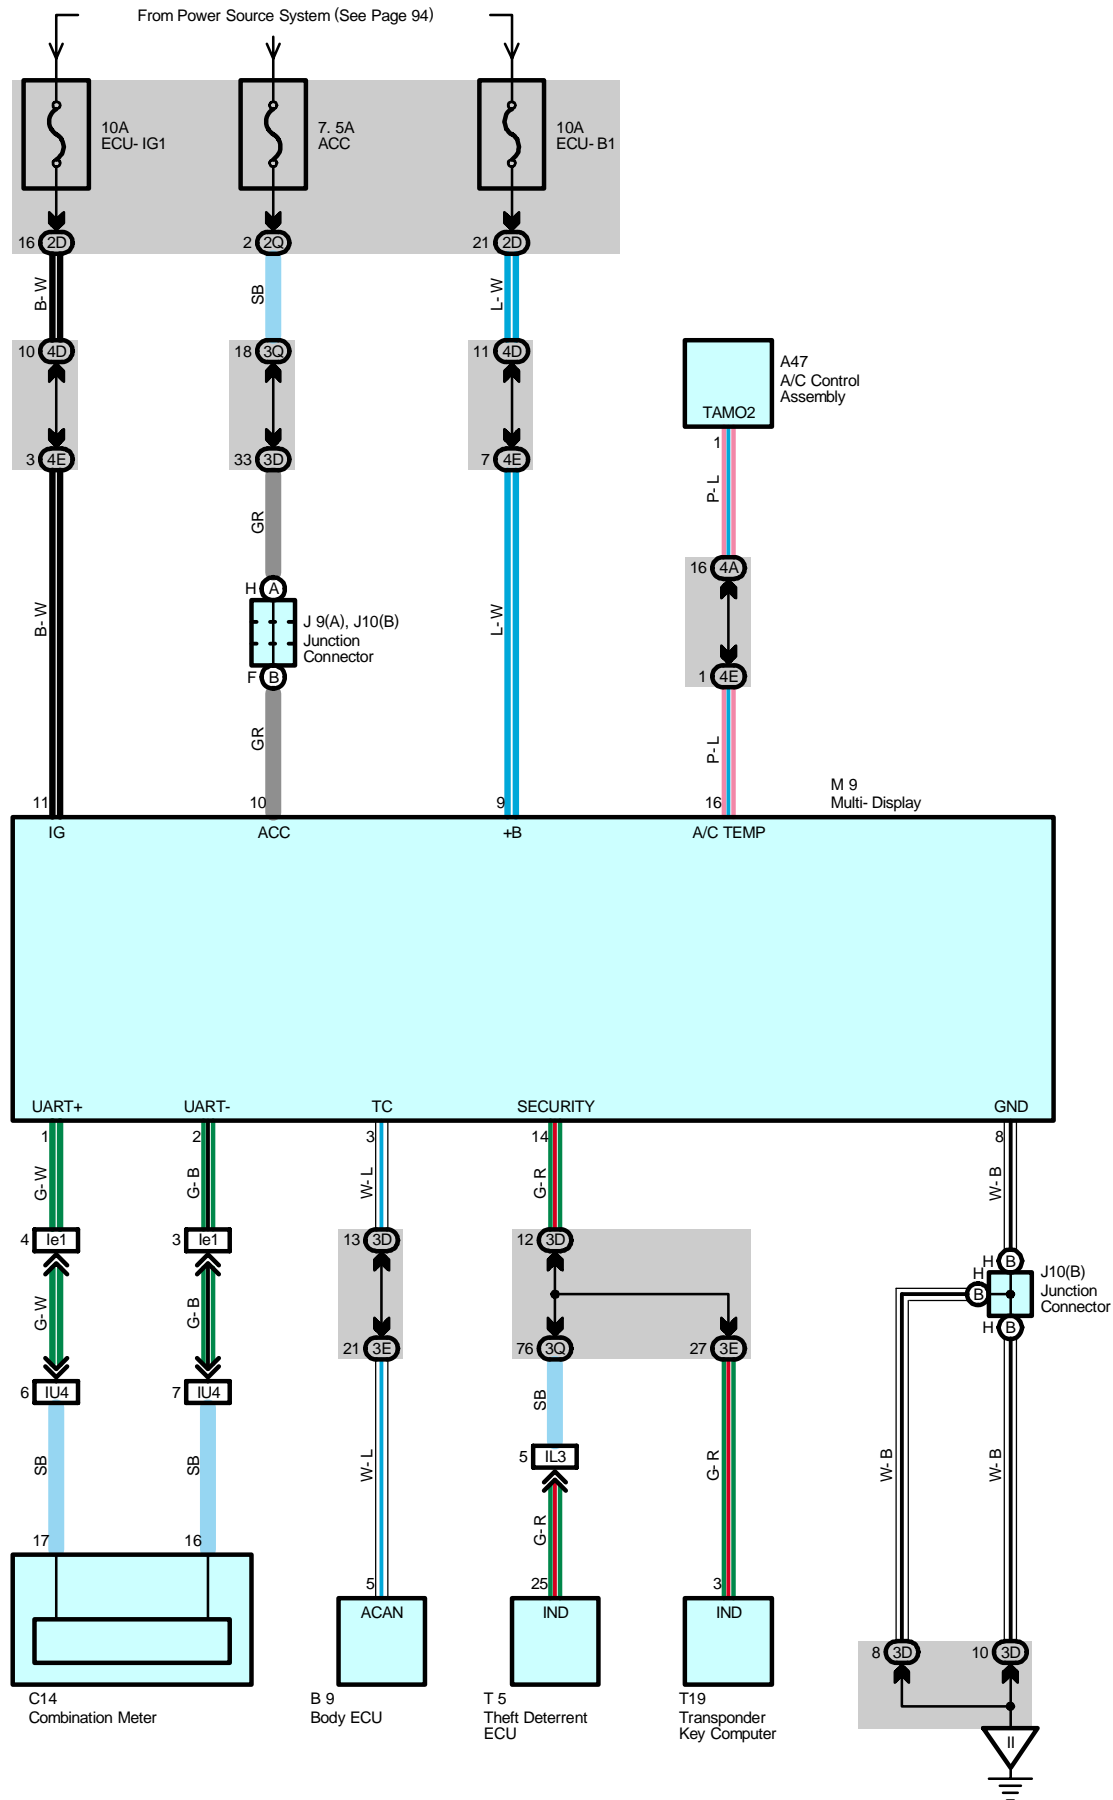 From Power Source System (See Page 94)
10A
ECU- IG1
7. 5A
ACC
10A
ECU- B1
16 2D
2 2Q
21 2D
B- W
SB
L- W
10 4D
18 3Q
11 4D
A47
A/C Control
Assembly
TAMO2
1
3 4E
33 3D
7 4E
P- L
GR
16 4A
H A
J 9(A), J10(B)
Junction
Connector
B- W
L- W
F B
1 4E
GR
P- L
M 9
Multi- Display
11
10
9
16
IG
ACC
+B
A/C TEMP
UART+
UART-
TC
SECURITY
GND
1
2
3
14
8
G- W
G- B
W- L
G- R
W- B
4 Ie1
3 Ie1
13 3D
12 3D
H B
H
B
J10(B)
Junction
Connector
G- W
G- B
H B
21 3E
76 3Q
27 3E
6 IU4
7 IU4
SB
5 IL3
SB
SB
W- L
G- R
W- B
W- B
G- R
17
16
5
25
3
ACAN
IND
IND
8 3D
10 3D
C14
Combination Meter
B 9
Body ECU
T 5
Theft Deterrent
ECU
T19
Transponder
Key Computer
II